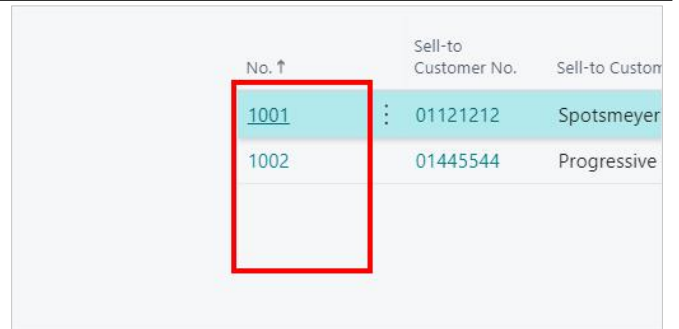 Sell-to
No. ↑ Customer No. Sell-to Custom
1001 ⋮ 01121212 Spotsmeyer
1002 01445544 Progressive